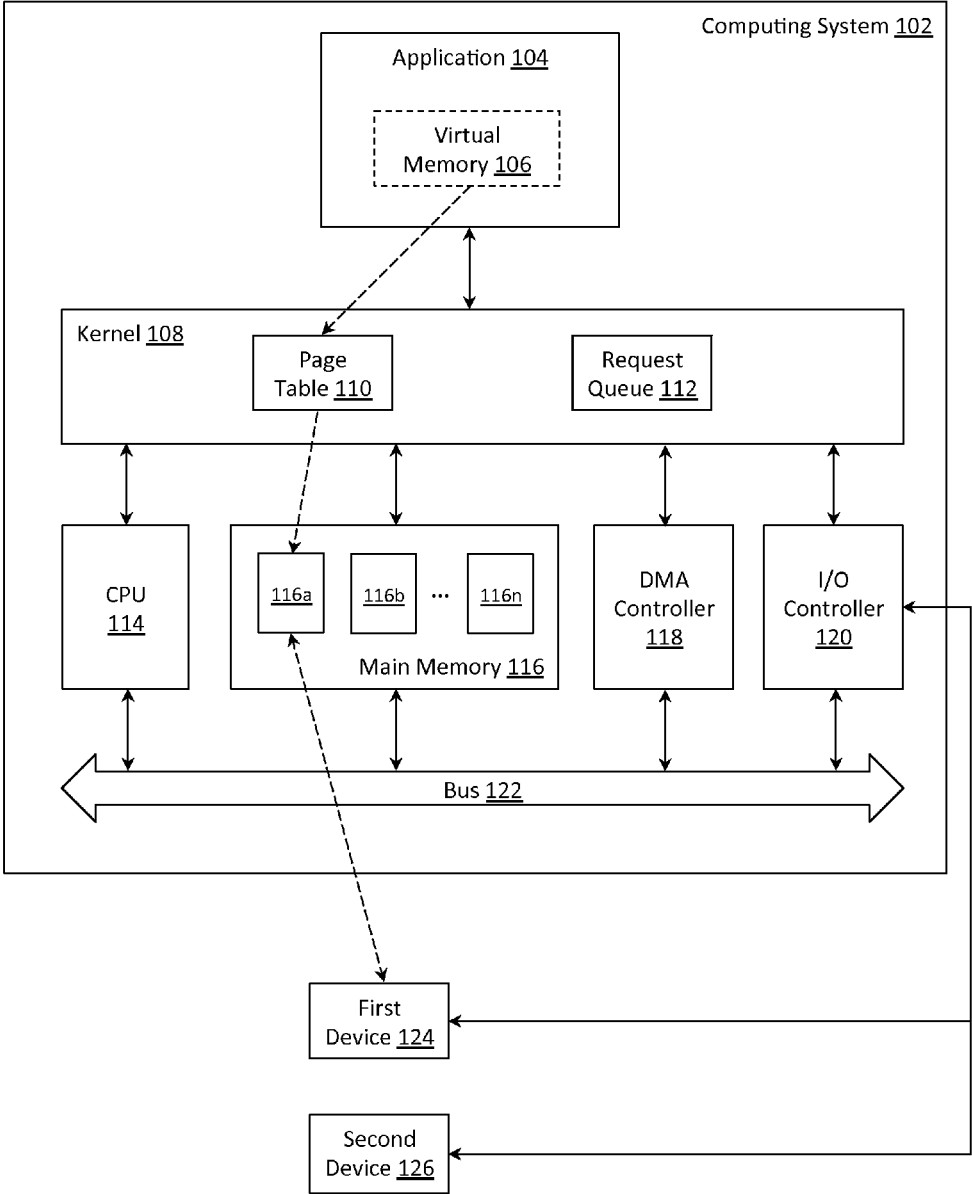 Computing System 102
Application 104
Virtual
Memory 106
Kernel 108
Page
Table 110
Request
Queue 112
CPU
114
116a
116b
...
116n
Main Memory 116
DMA
Controller
118
I/O
Controller
120
Bus 122
First
Device 124
Second
Device 126